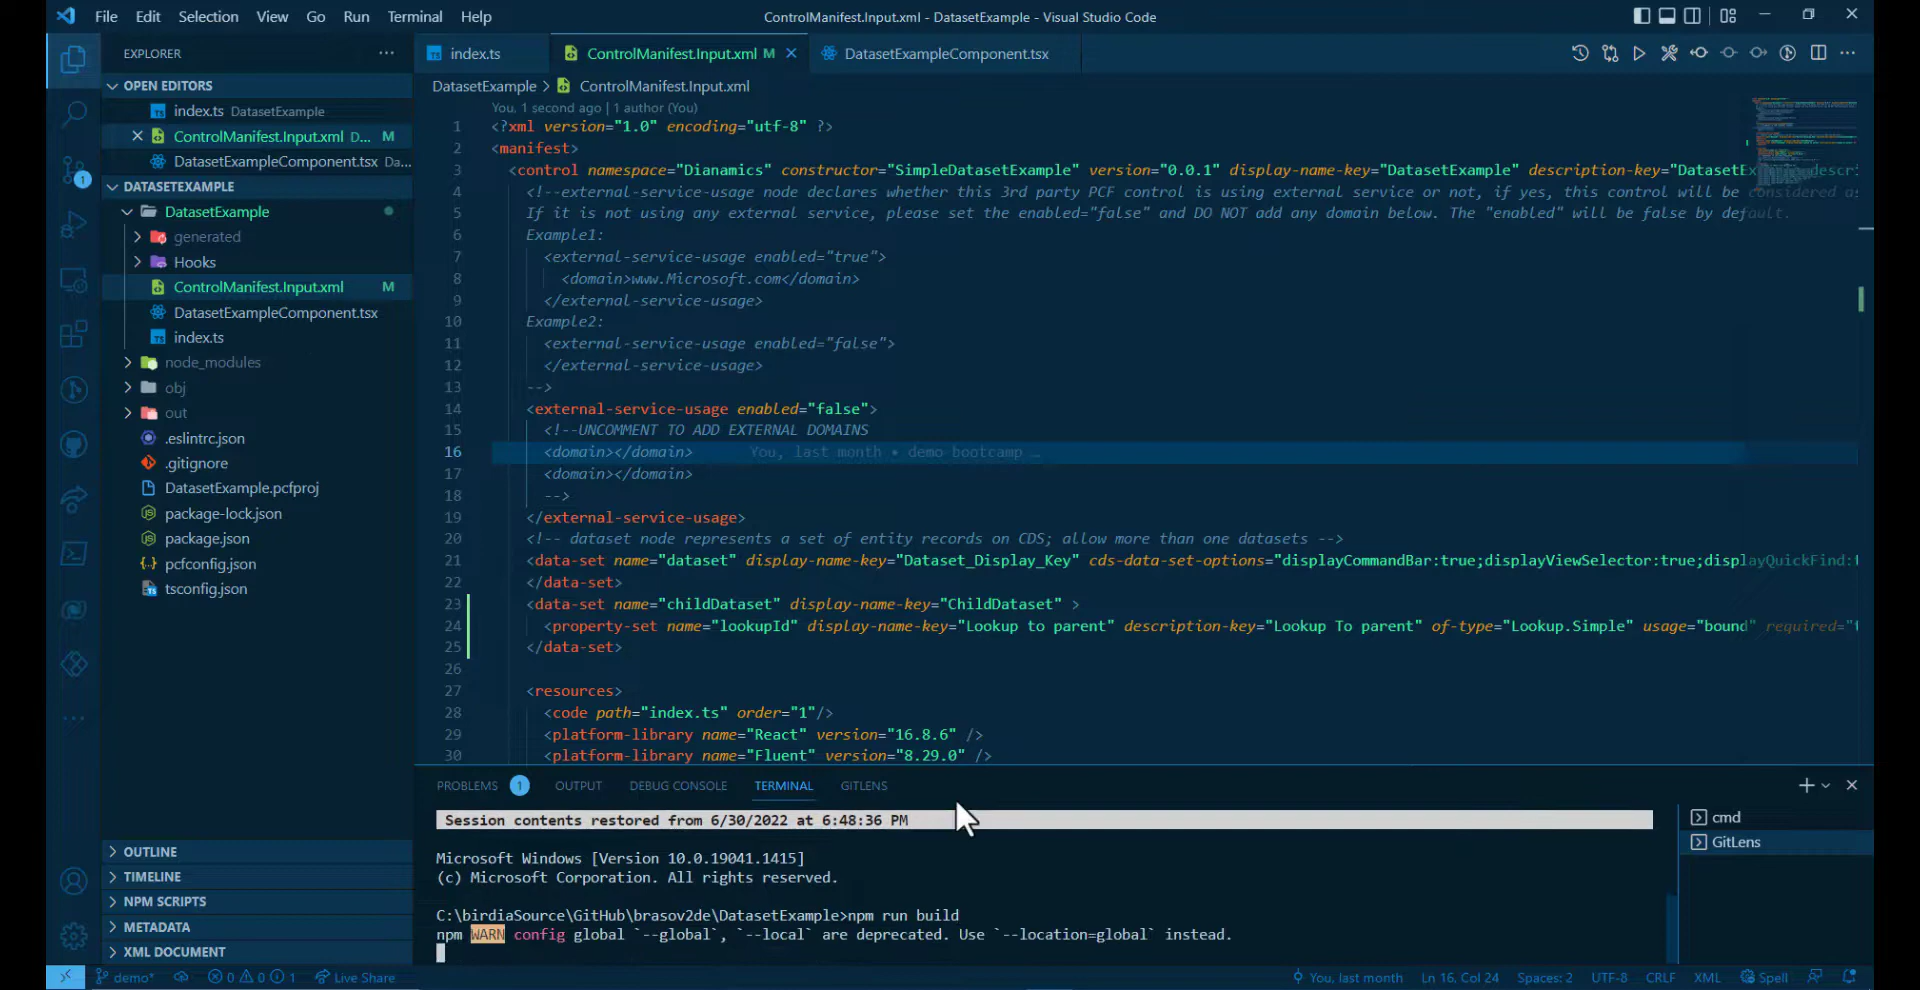 File Edit Selection View Go Run Terminal Help
ControlManifest.Input.xml - DatasetExample - Visual Studio Code
EXPLORER
OPEN EDITORS
index.ts DatasetExample
ControlManifest.Input.xml D... M
DatasetExampleComponent.tsx Da...
DATASETEXAMPLE
DatasetExample
generated
Hooks
ControlManifest.Input.xml M
DatasetExampleComponent.tsx
index.ts
node_modules
obj
out
.eslintrc.json
.gitignore
DatasetExample.pcfproj
package-lock.json
package.json
pcfconfig.json
tsconfig.json
OUTLINE
TIMELINE
NPM SCRIPTS
METADATA
XML DOCUMENT
1
index.ts
ControlManifest.Input.xml M
DatasetExampleComponent.tsx
DatasetExample > ControlManifest.Input.xml
You, 1 second ago | 1 author (You)
1 <?xml version="1.0" encoding="utf-8" ?>
2 <manifest>
3 <control namespace="Dianamics" constructor="SimpleDatasetExample" version="0.0.1" display-name-key="DatasetExample" description-key="DatasetEx
4 <!--external-service-usage node declares whether this 3rd party PCF control is using external service or not, if yes, this control will be considered as
5 If it is not using any external service, please set the enabled="false" and DO NOT add any domain below. The "enabled" will be false by default.
6 Example1:
7 <external-service-usage enabled="true">
8 <domain>www.Microsoft.com</domain>
9 </external-service-usage>
10 Example2:
11 <external-service-usage enabled="false">
12 </external-service-usage>
13 -->
14 <external-service-usage enabled="false">
15 <!--UNCOMMENT TO ADD EXTERNAL DOMAINS
16 <domain></domain> You, last month • demo bootcamp …
17 <domain></domain>
18 -->
19 </external-service-usage>
20 <!-- dataset node represents a set of entity records on CDS; allow more than one datasets -->
21 <data-set name="dataset" display-name-key="Dataset_Display_Key" cds-data-set-options="displayCommandBar:true;displayViewSelector:true;displayQuickFind:t
22 </data-set>
23 <data-set name="childDataset" display-name-key="ChildDataset" >
24 <property-set name="lookupId" display-name-key="Lookup to parent" description-key="Lookup To parent" of-type="Lookup.Simple" usage="bound" required="t
25 </data-set>
26
27 <resources>
28 <code path="index.ts" order="1"/>
29 <platform-library name="React" version="16.8.6" />
30 <platform-library name="Fluent" version="8.29.0" />
PROBLEMS 1 OUTPUT DEBUG CONSOLE TERMINAL GITLENS
Session contents restored from 6/30/2022 at 6:48:36 PM
Microsoft Windows [Version 10.0.19041.1415]
(c) Microsoft Corporation. All rights reserved.
C:\birdiaSource\GitHub\brasov2de\DatasetExample>npm run build
npm WARN config global `--global`, `--local` are deprecated. Use `--location=global` instead.
cmd
GitLens
demo* 0 0 1 Live Share
You, last month Ln 16, Col 24 Spaces: 2 UTF-8 CRLF XML Spell